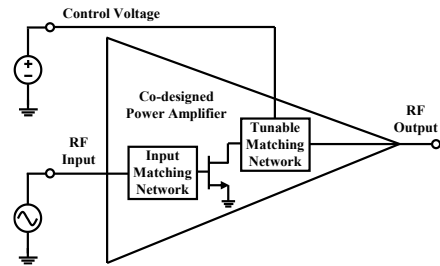 Control Voltage
Co-designed
Power Amplifier
RF
Input
Input
Matching
Network
Tunable
Matching
Network
RF
Output